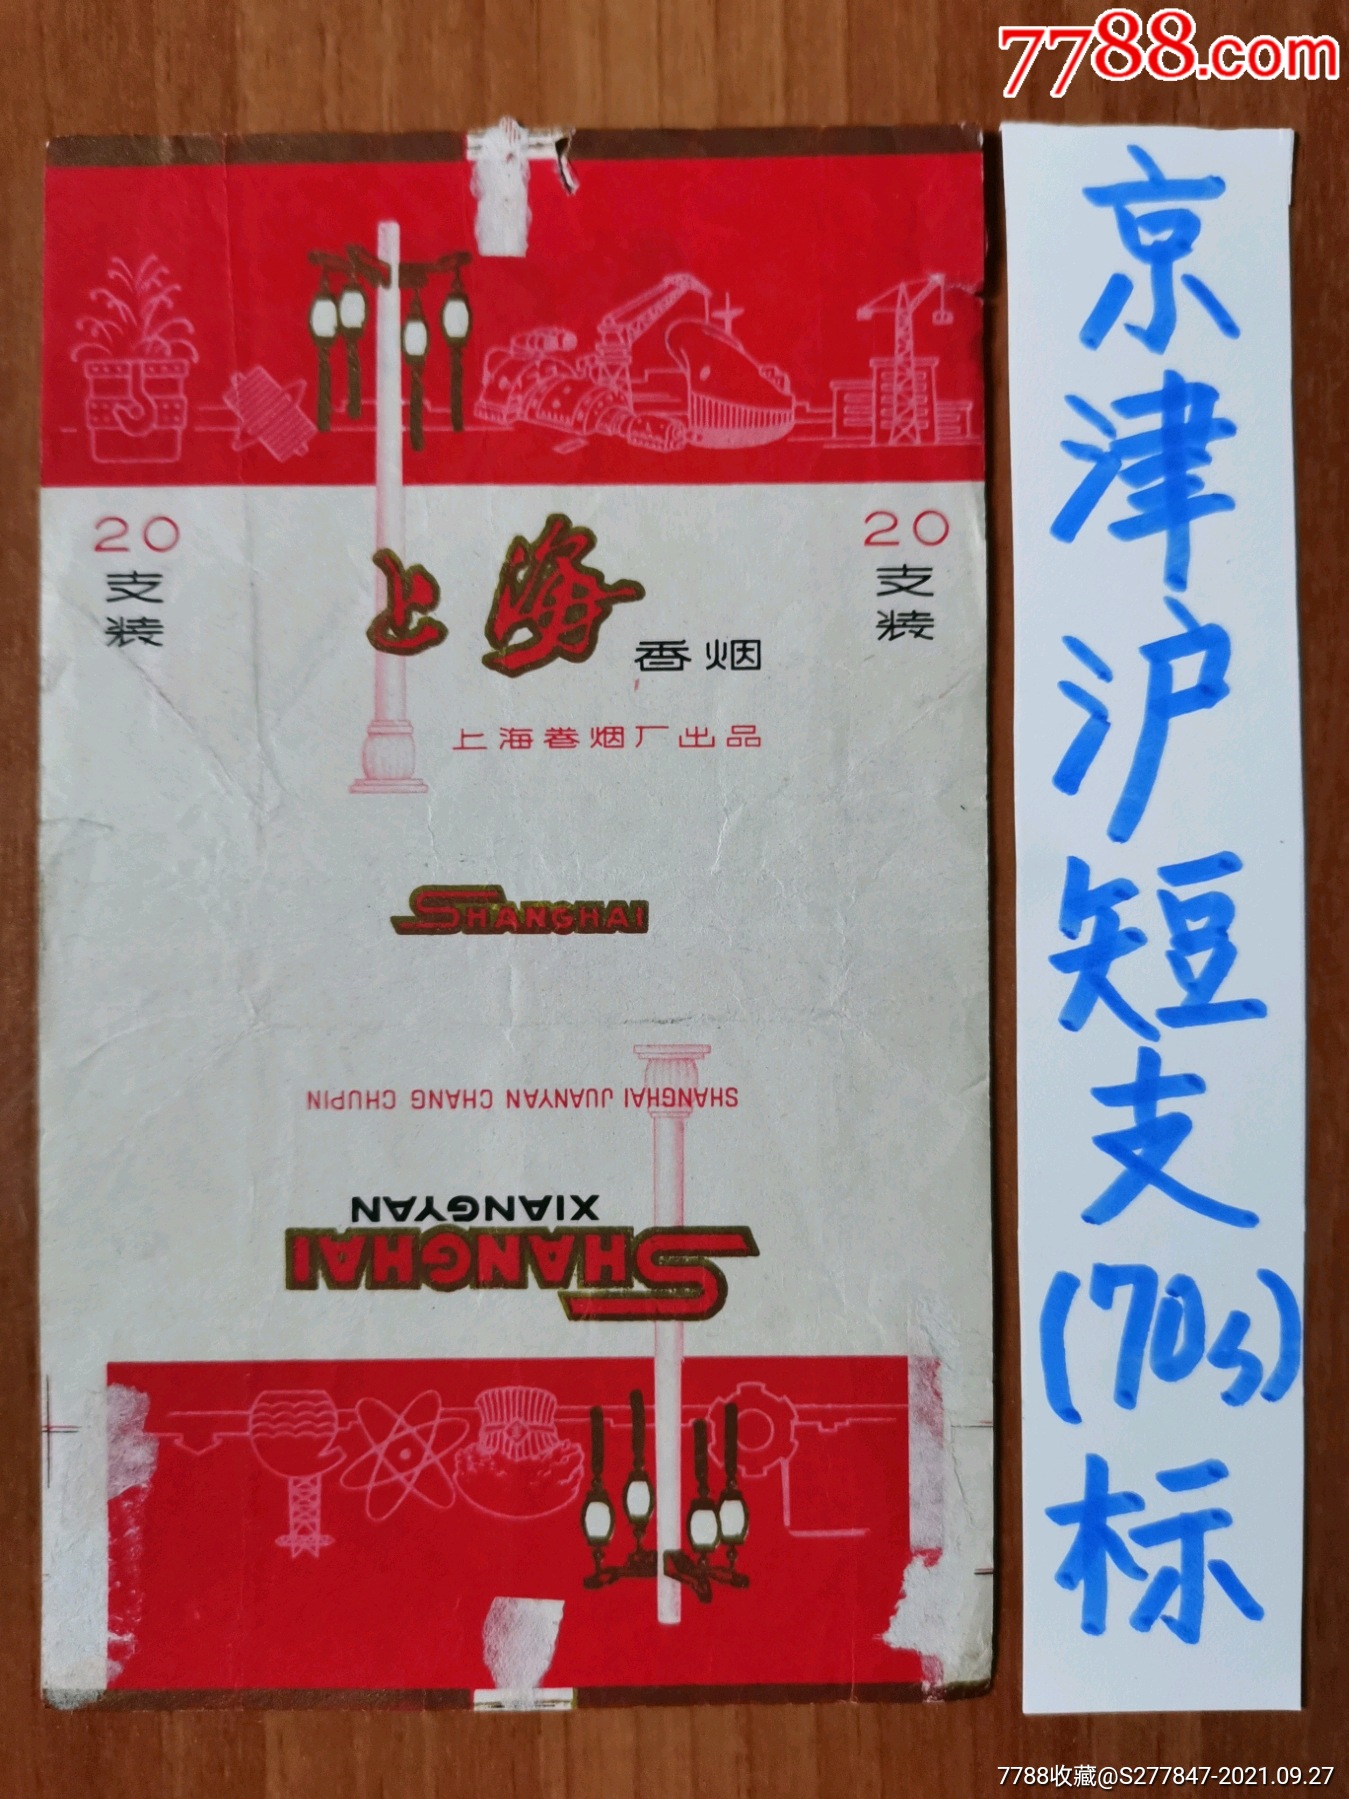 7788.com
20
支
装
20
支
装
上海
香烟
上海卷烟厂出品
SHANGHAI
SHANGHAI JUANYAN CHANG CHUPIN
XIANGYAN
SHANGHAI
京
津
沪
短
支
(70s)
标
7788收藏@S277847-2021.09.27